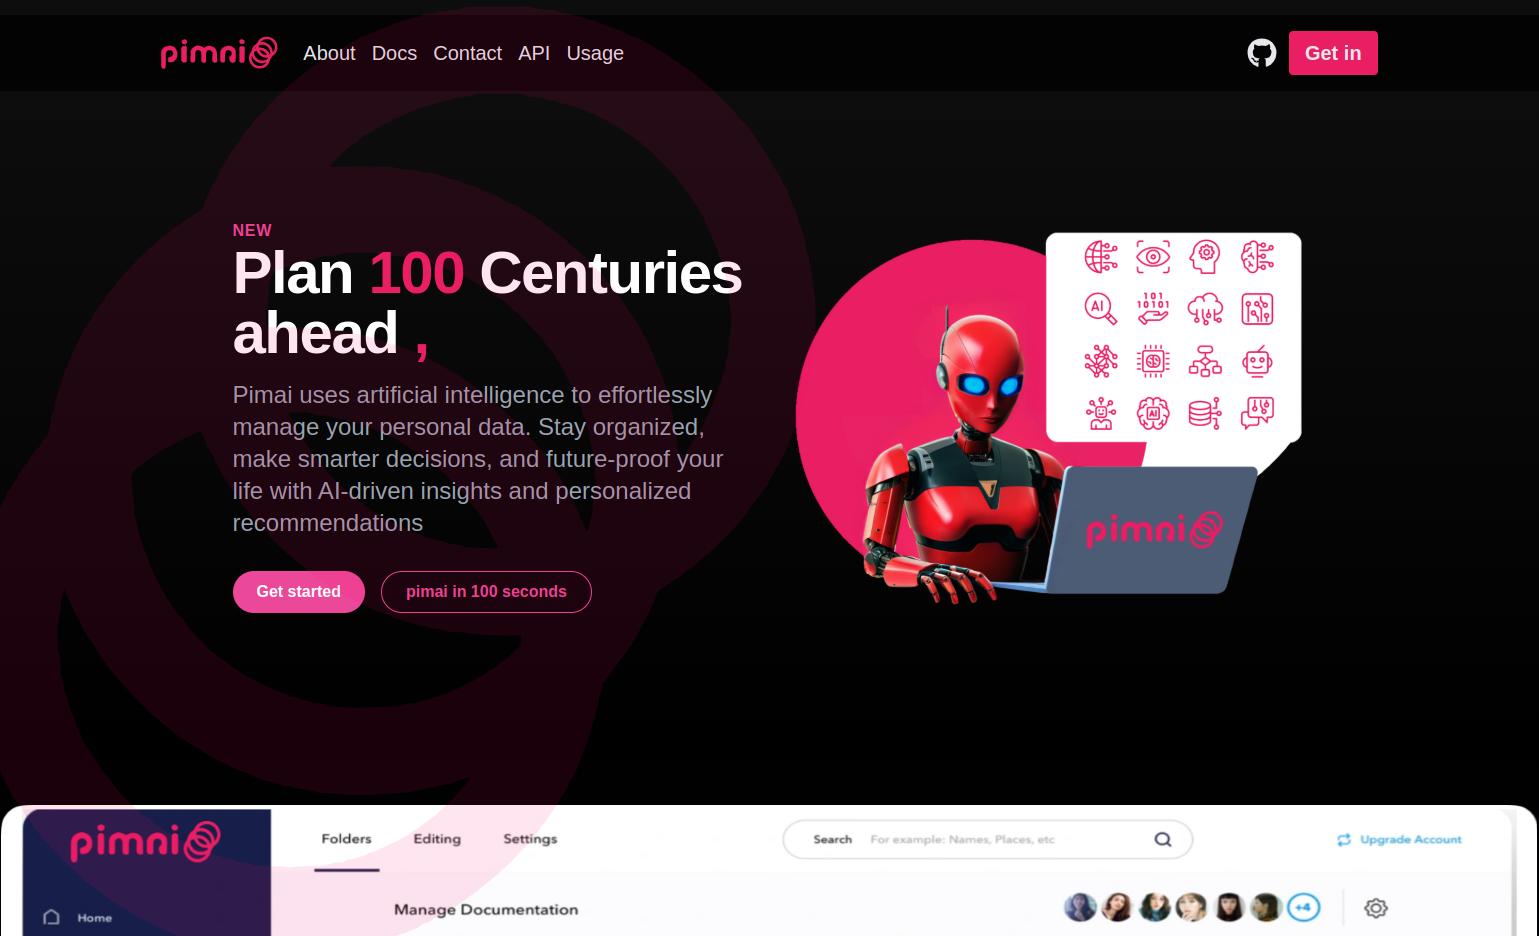 pimai
About Docs Contact API Usage
Get in
NEW
Plan 100 Centuries
ahead ,
Pimai uses artificial intelligence to effortlessly
manage your personal data. Stay organized,
make smarter decisions, and future-proof your
life with AI-driven insights and personalized
recommendations
Get started
pimai in 100 seconds
AI
101
10101
AI
pimai
pimai
Folders Editing Settings
Search For example: Names, Places, etc
Upgrade Account
Home
Manage Documentation
+4